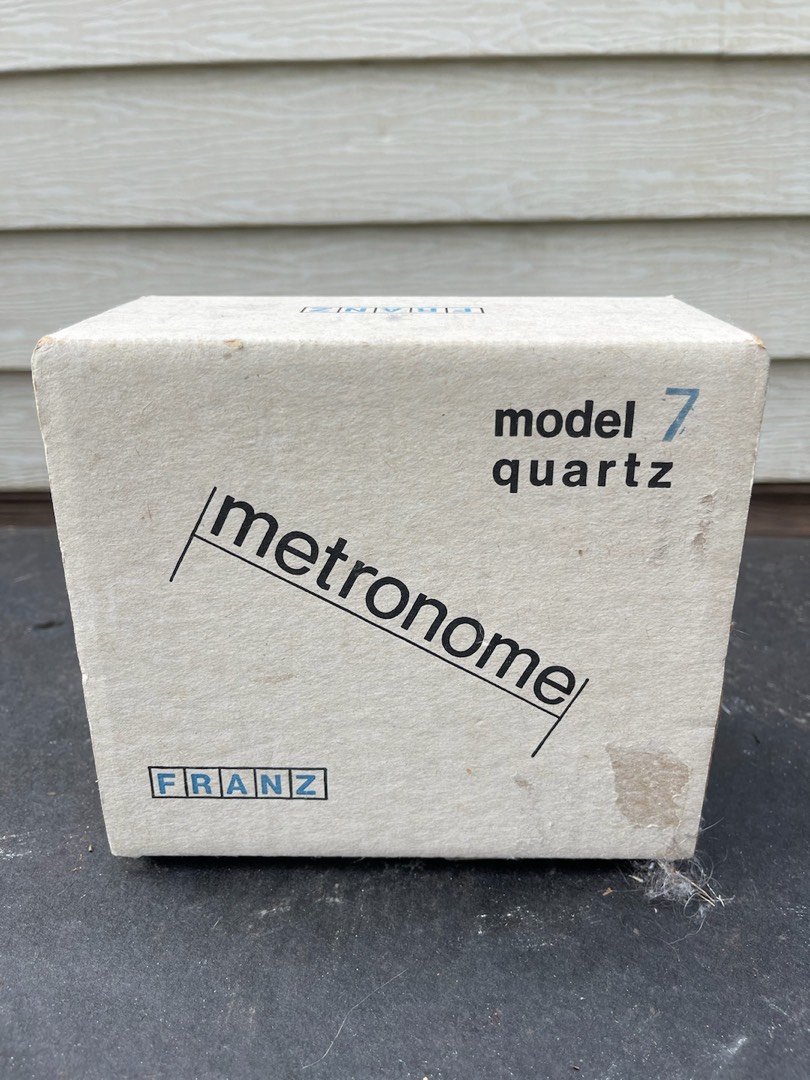 FRANZ
model 7
quartz
metronome
FRANZ